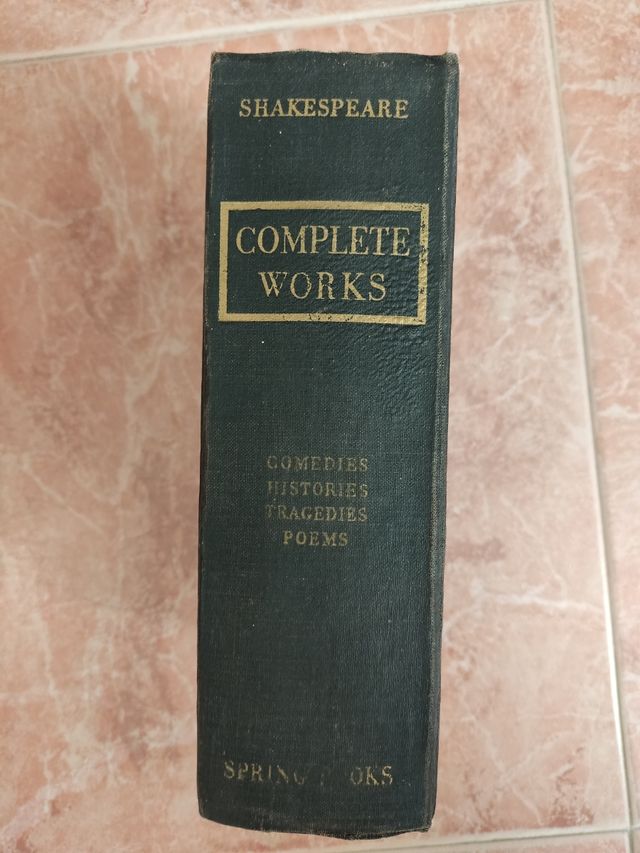 SHAKESPEARE
COMPLETE
WORKS
COMEDIES
HISTORIES
TRAGEDIES
POEMS
SPRING